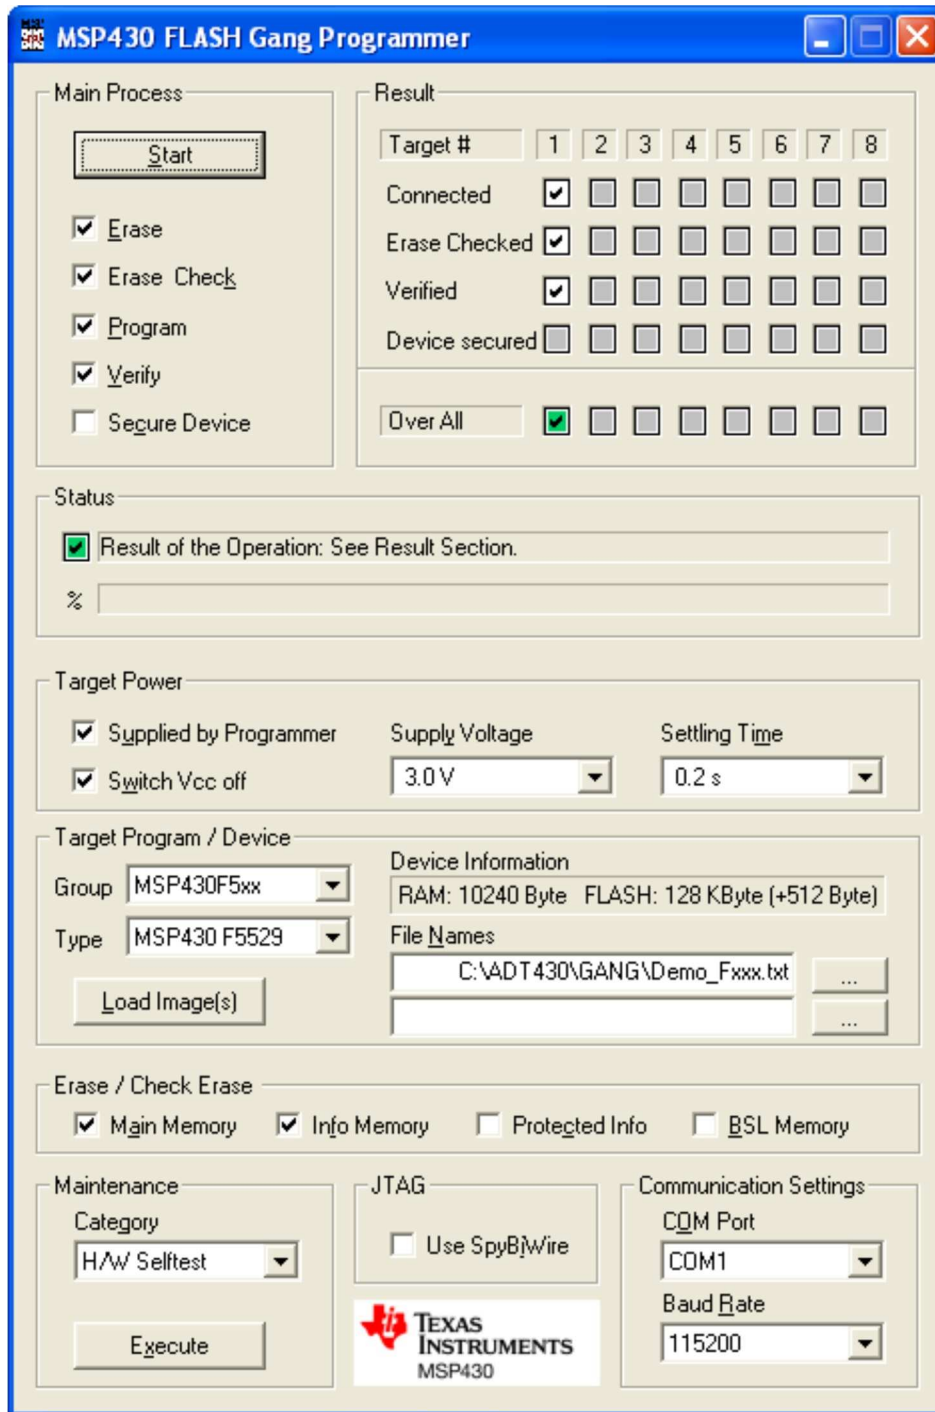 MSP430 FLASH Gang Programmer
Main Process
Start
Erase
Erase Check
Program
Verify
Secure Device
Result
Target # 1 2 3 4 5 6 7 8
Connected
Erase Checked
Verified
Device secured
Over All
Status
Result of the Operation: See Result Section.
%
Target Power
Supplied by Programmer
Switch Vcc off
Supply Voltage
3.0 V
Settling Time
0.2 s
Target Program / Device
Group MSP430F5xx
Type MSP430 F5529
Load Image(s)
Device Information
RAM: 10240 Byte FLASH: 128 KByte (+512 Byte)
File Names
C:\ADT430\GANG\Demo_Fxxx.txt
...
...
Erase / Check Erase
Main Memory Info Memory Protected Info BSL Memory
Maintenance
Category
H/W Selftest
Execute
JTAG
Use SpyBiWire
TEXAS
INSTRUMENTS
MSP430
Communication Settings
COM Port
COM1
Baud Rate
115200